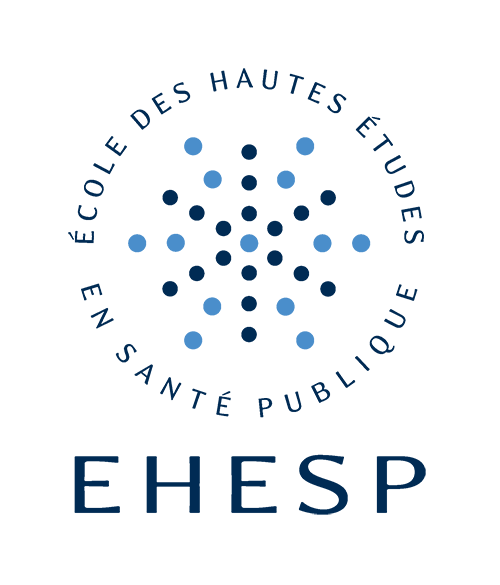 ÉCOLE DES HAUTES ÉTUDES
EN SANTÉ PUBLIQUE
EHESP